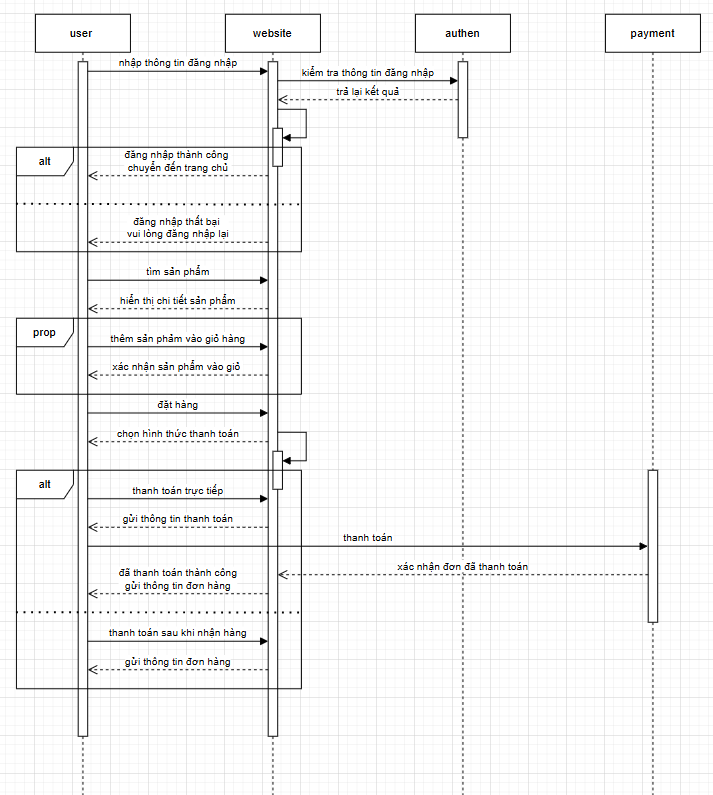 user
website
authen
payment
nhập thông tin đăng nhập
kiểm tra thông tin đăng nhập
trả lại kết quả
alt
đăng nhập thành công
chuyển đến trang chủ
đăng nhập thất bại
vui lòng đăng nhập lại
tìm sản phẩm
hiển thị chi tiết sản phẩm
prop
thêm sản phảm vào giỏ hàng
xác nhận sản phẩm vào giỏ
đặt hàng
chon hình thức thanh toán
alt
thanh toán trực tiếp
gửi thông tin thanh toán
thanh toán
xác nhận đơn đã thanh toán
đã thanh toán thành công
gửi thông tin đơn hàng
thanh toán sau khi nhận hàng
gửi thông tin đơn hàng